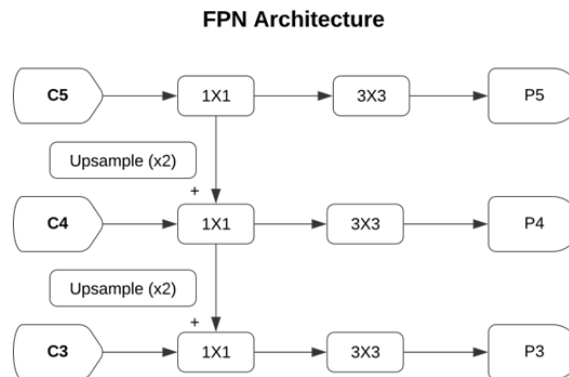 FPN Architecture
C5 1X1 3X3 P5
Upsample (x2)
+
C4 1X1 3X3 P4
Upsample (x2)
+
C3 1X1 3X3 P3